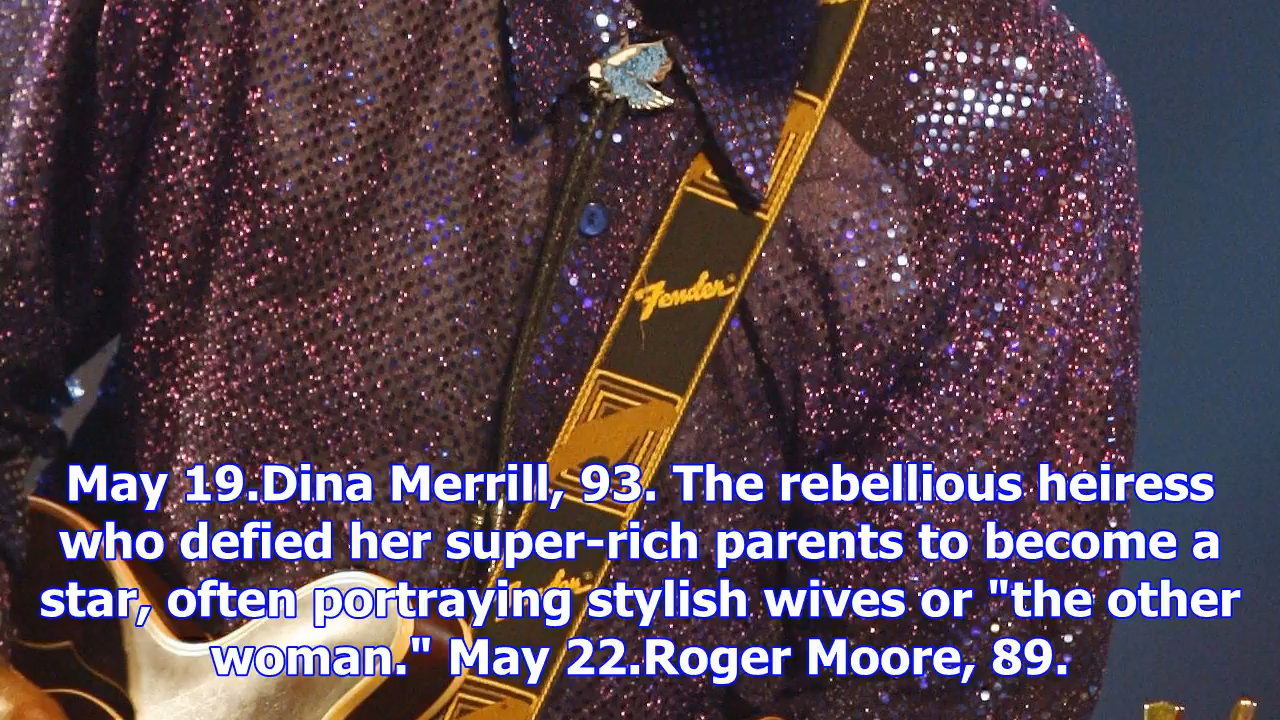 Fender
May 19.Dina Merrill, 93. The rebellious heiress
who defied her super-rich parents to become a
star, often portraying stylish wives or "the other
woman." May 22.Roger Moore, 89.